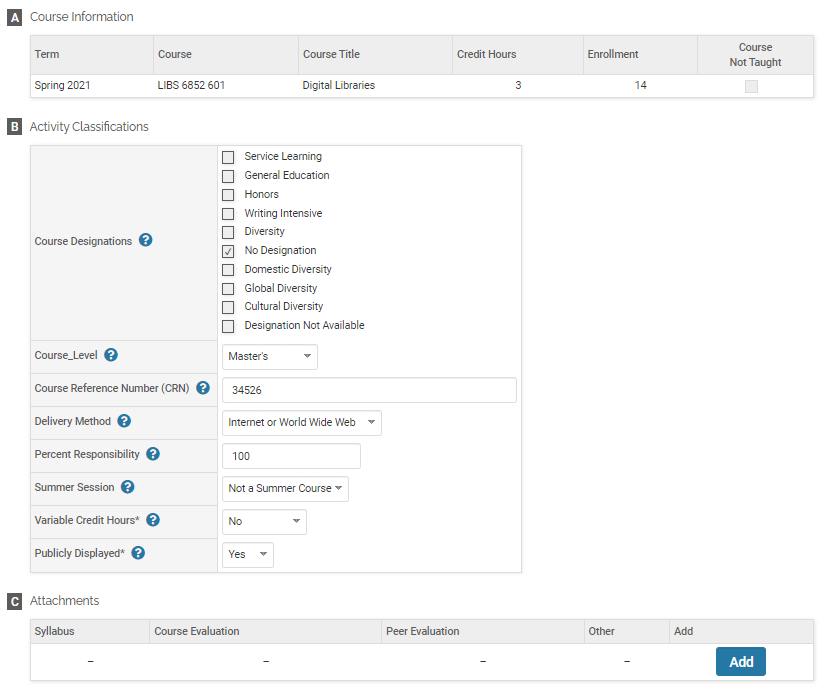 A Course Information
Term Course Course Title Credit Hours Enrollment Course Not Taught
Spring 2021 LIBS 6852 601 Digital Libraries 3 14
B Activity Classifications
Course Designations ?
Service Learning
General Education
Honors
Writing Intensive
Diversity
No Designation
Domestic Diversity
Global Diversity
Cultural Diversity
Designation Not Available
Course_Level ? Master's
Course Reference Number (CRN) ? 34526
Delivery Method ? Internet or World Wide Web
Percent Responsibility ? 100
Summer Session ? Not a Summer Course
Variable Credit Hours* ? No
Publicly Displayed* ? Yes
C Attachments
Syllabus Course Evaluation Peer Evaluation Other Add
– – – – Add